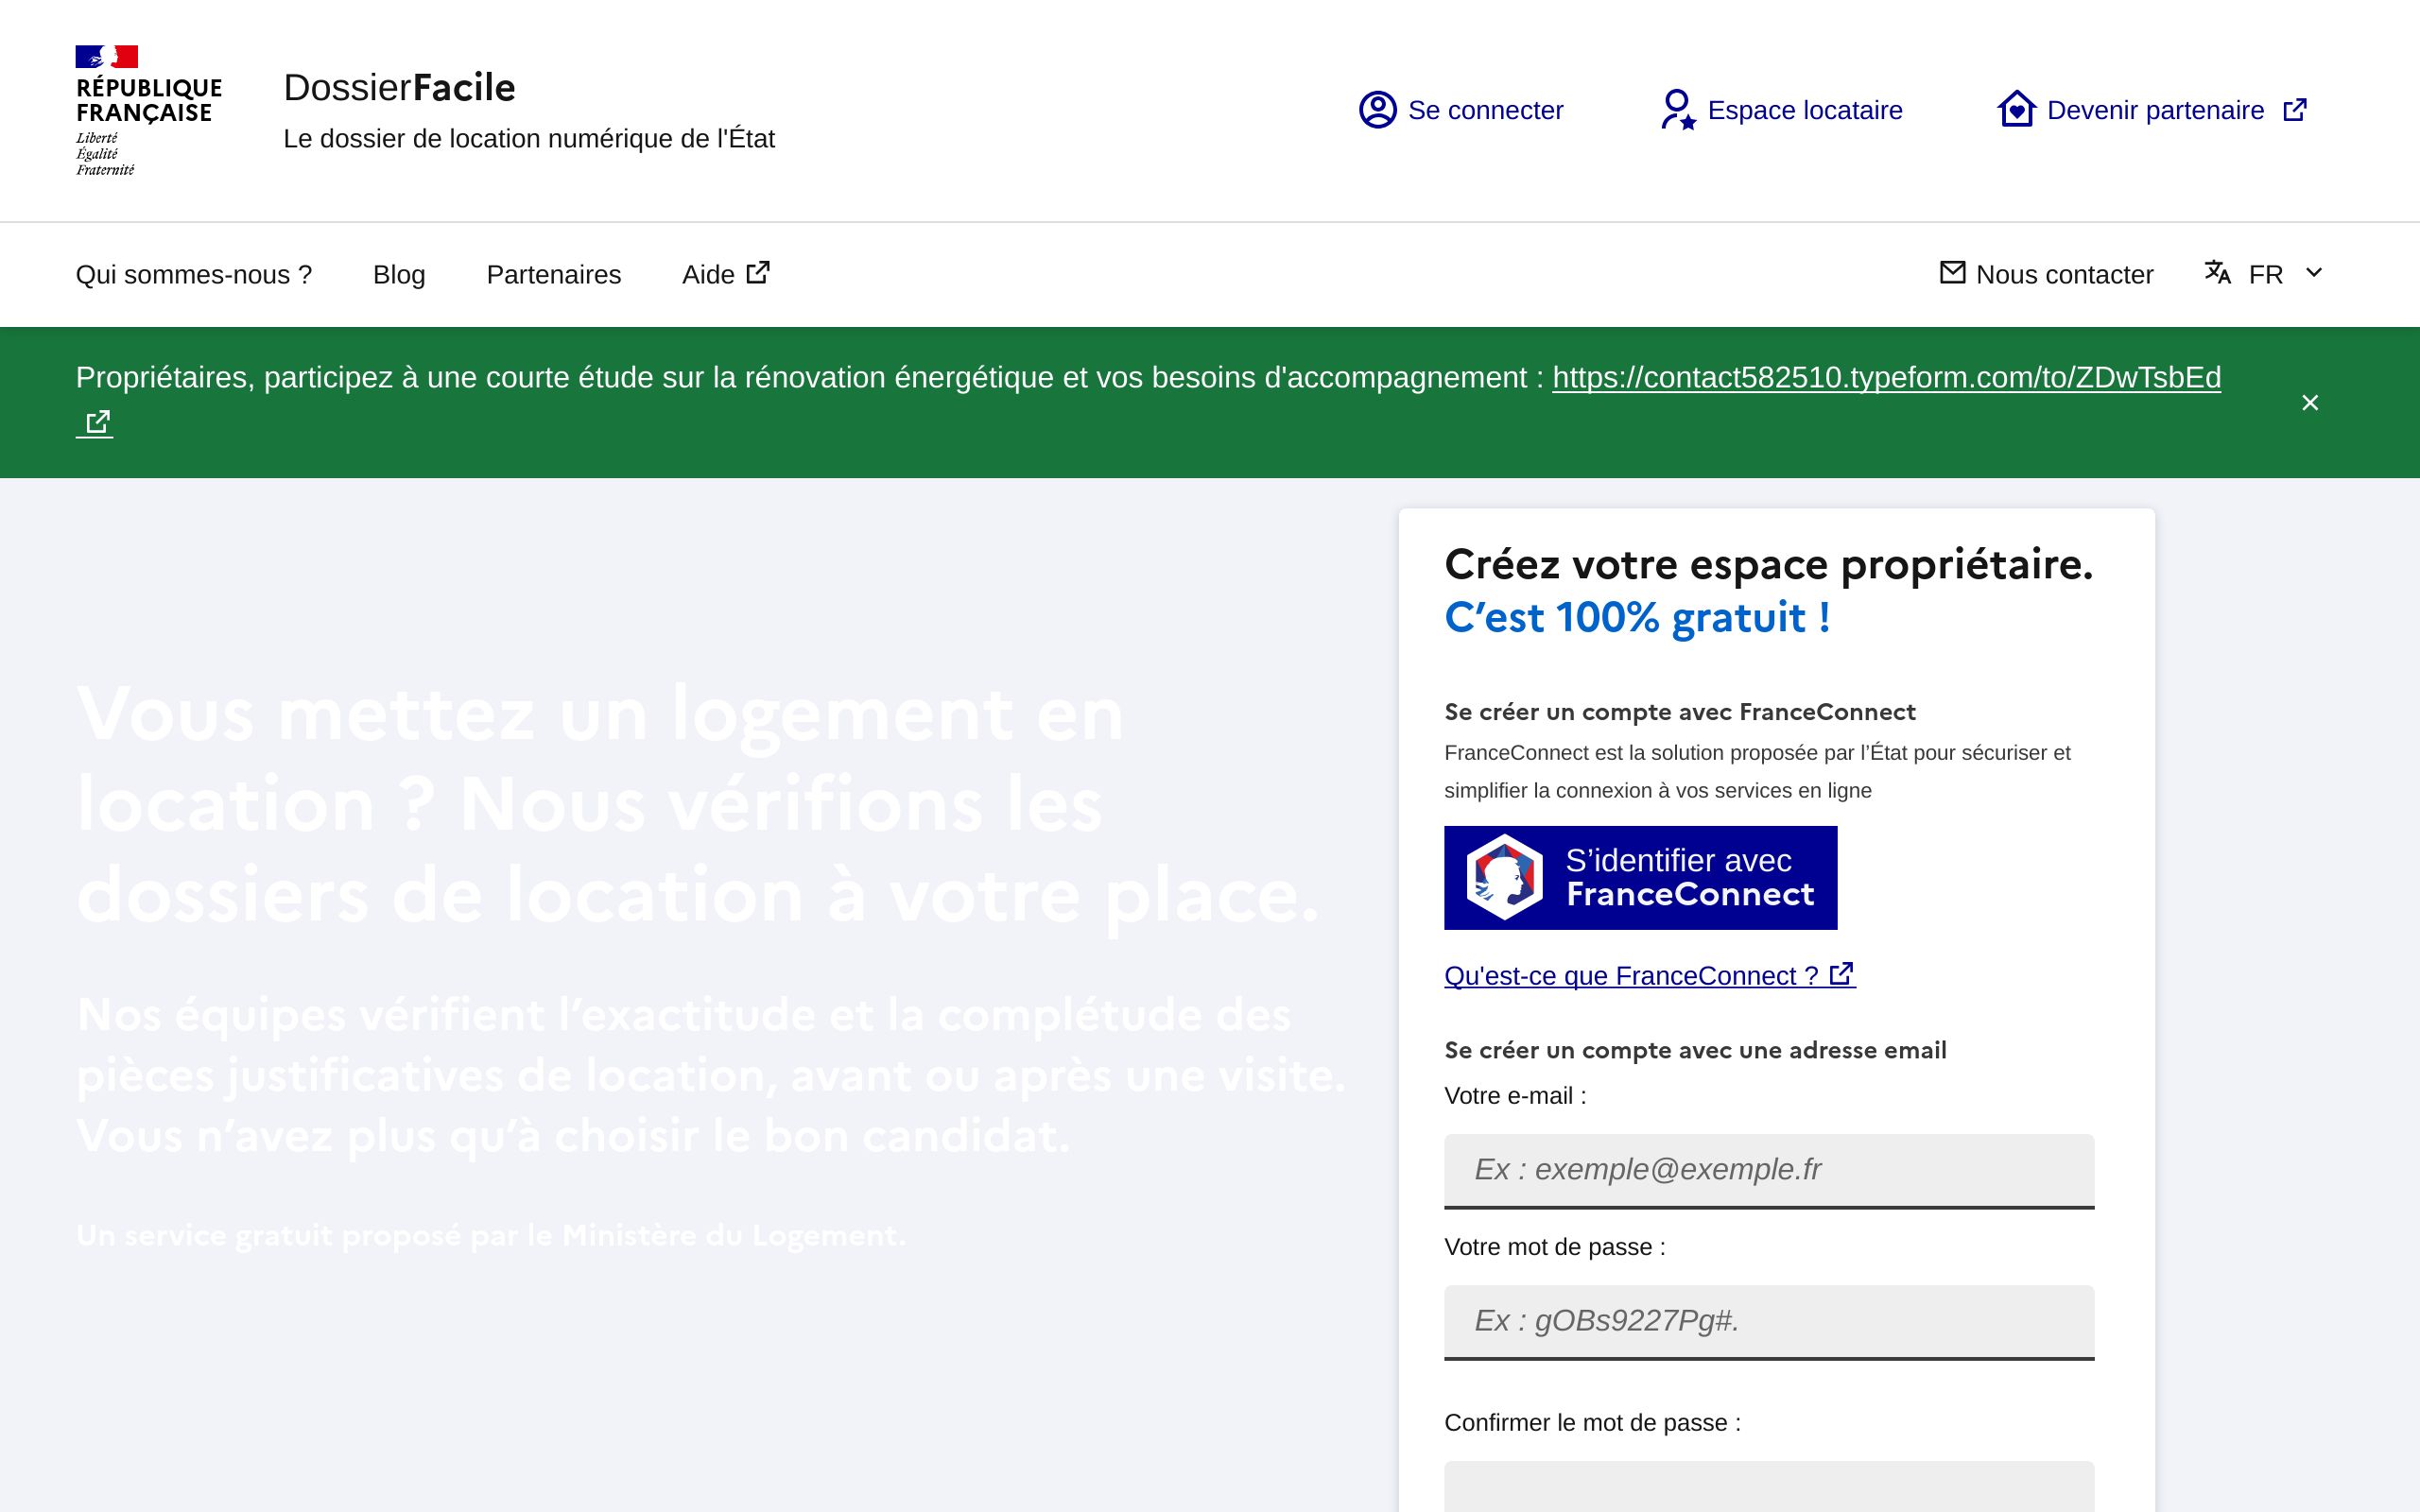 RÉPUBLIQUE
FRANÇAISE
Liberté
Égalité
Fraternité
DossierFacile
Le dossier de location numérique de l'État
Se connecter
Espace locataire
Devenir partenaire
Qui sommes-nous ?
Blog
Partenaires
Aide
Nous contacter
FR
Propriétaires, participez à une courte étude sur la rénovation énergétique et vos besoins d'accompagnement : https://contact582510.typeform.com/to/ZDwTsbEd
Vous mettez un logement en
location ? Nous vérifions les
dossiers de location à votre place.
Nos équipes vérifient l’exactitude et la complétude des
pièces justificatives de location, avant ou après une visite.
Vous n’avez plus qu’à choisir le bon candidat.
Un service gratuit proposé par le Ministère du Logement.
Créez votre espace propriétaire.
C’est 100% gratuit !
Se créer un compte avec FranceConnect
FranceConnect est la solution proposée par l’État pour sécuriser et
simplifier la connexion à vos services en ligne
S’identifier avec
FranceConnect
Qu'est-ce que FranceConnect ?
Se créer un compte avec une adresse email
Votre e-mail :
Ex : exemple@exemple.fr
Votre mot de passe :
Ex : gOBs9227Pg#.
Confirmer le mot de passe :